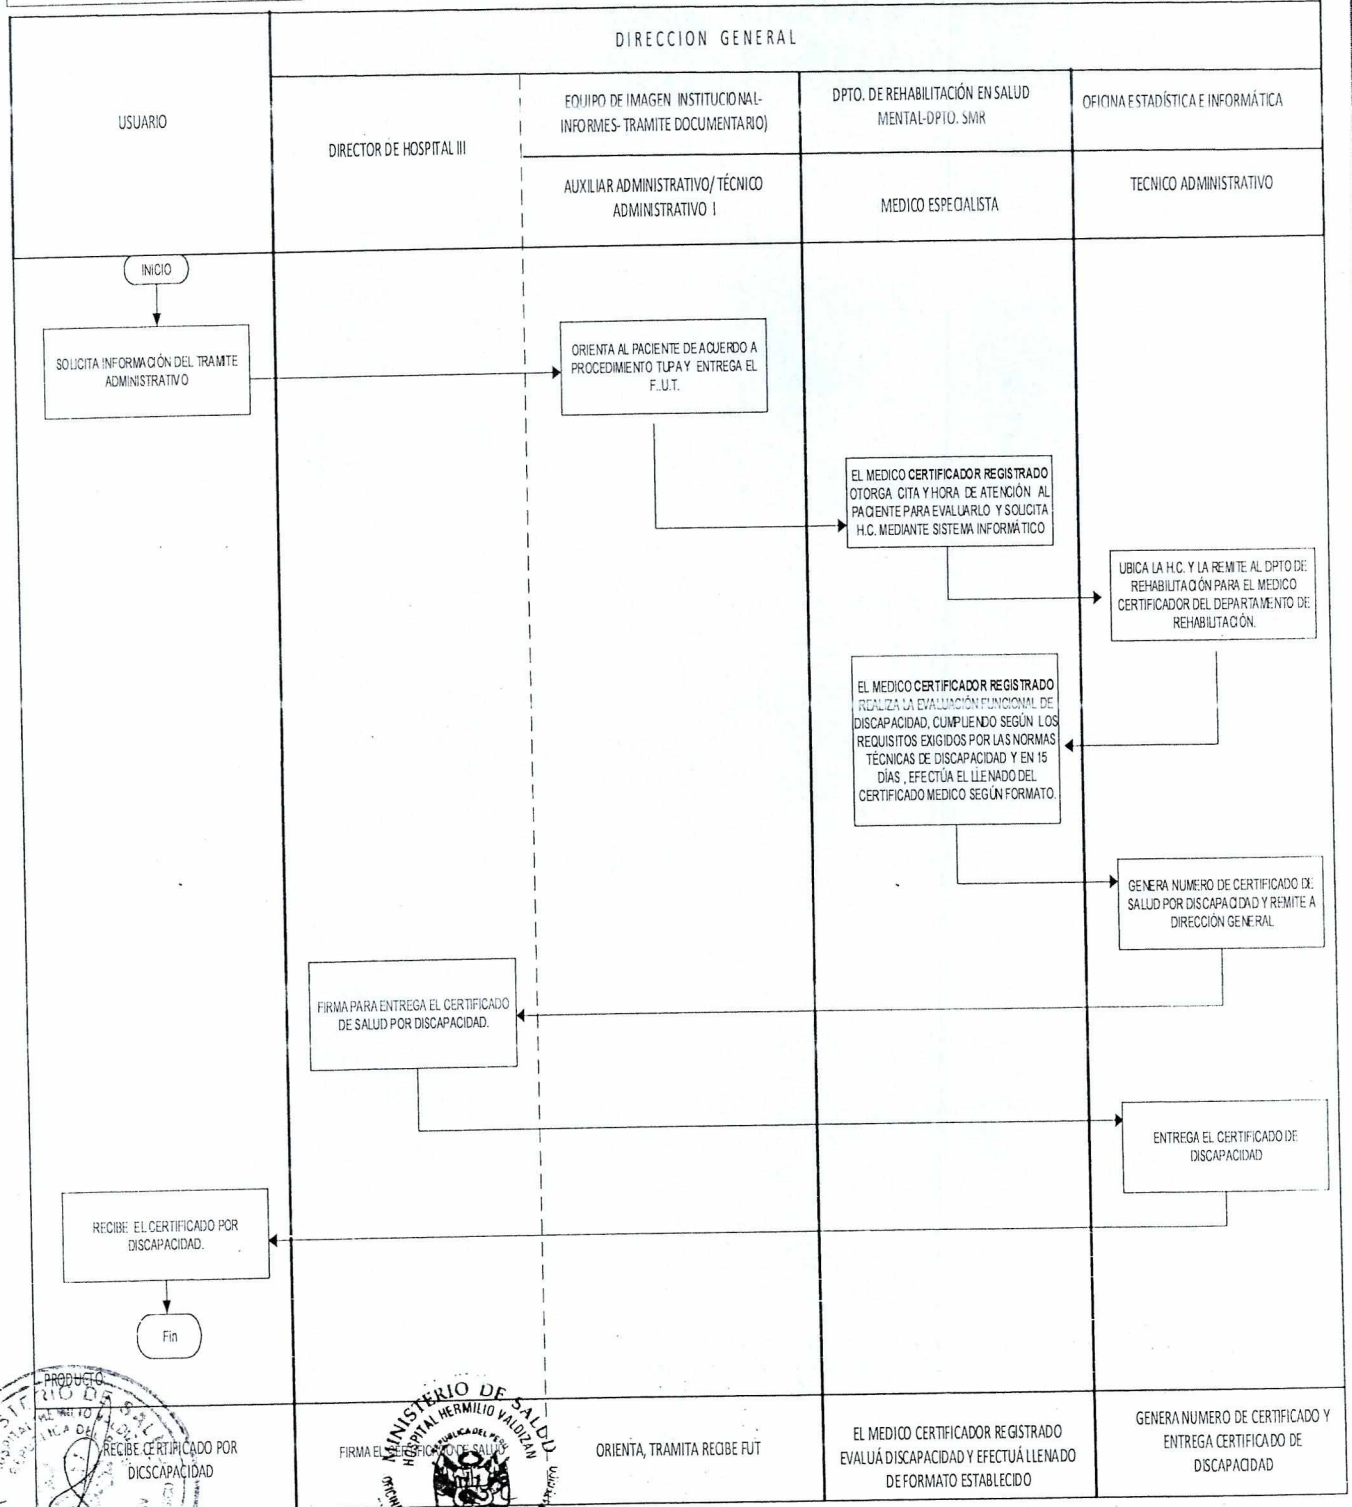 DIRECCION GENERAL
USUARIO
DIRECTOR DE HOSPITAL III
EQUIPO DE IMAGEN INSTITUCIONAL-
INFORMES- TRAMITE DOCUMENTARIO)
DPTO. DE REHABILITACIÓN EN SALUD
MENTAL-DPTO. SMR
OFICINA ESTADÍSTICA E INFORMÁTICA
AUXILIAR ADMINISTRATIVO/ TÉCNICO
ADMINISTRATIVO I
MEDICO ESPECIALISTA
TECNICO ADMINISTRATIVO
INICIO
SOLICITA INFORMACIÓN DEL TRAMITE
ADMINISTRATIVO
ORIENTA AL PACIENTE DE ACUERDO A
PROCEDIMIENTO TUPA Y ENTREGA EL
F..U.T.
EL MEDICO CERTIFICADOR REGISTRADO
OTORGA CITA Y HORA DE ATENCIÓN AL
PACIENTE PARA EVALUARLO Y SOLICITA
H.C. MEDIANTE SISTEMA INFORMÁTICO
UBICA LA H.C. Y LA REMITE AL DPTO DE
REHABILITACIÓN PARA EL MEDICO
CERTIFICADOR DEL DEPARTAMENTO DE
REHABILITACIÓN.
EL MEDICO CERTIFICADOR REGISTRADO
REALIZA LA EVALUACIÓN FUNCIONAL DE
DISCAPACIDAD, CUMPLIENDO SEGÚN LOS
REQUISITOS EXIGIDOS POR LAS NORMAS
TÉCNICAS DE DISCAPACIDAD Y EN 15
DÍAS , EFECTÚA EL LLENADO DEL
CERTIFICADO MEDICO SEGÚN FORMATO.
GENERA NUMERO DE CERTIFICADO DE
SALUD POR DISCAPACIDAD Y REMITE A
DIRECCIÓN GENERAL
FIRMA PARA ENTREGA EL CERTIFICADO
DE SALUD POR DISCAPACIDAD.
ENTREGA EL CERTIFICADO DE
DISCAPACIDAD
RECIBE EL CERTIFICADO POR
DISCAPACIDAD.
Fin
PRODUCTO:
RECIBE CERTIFICADO POR
DICSCAPACIDAD
FIRMA EL CERTIFICADO DE SALUD
MINISTERIO DE SALUD
HOSPITAL HERMILIO VALDIZAN
REPUBLICA DEL PERU
ORIENTA, TRAMITA RECIBE FUT
EL MEDICO CERTIFICADOR REGISTRADO
EVALUÁ DISCAPACIDAD Y EFECTUÁ LLENADO
DE FORMATO ESTABLECIDO
GENERA NUMERO DE CERTIFICADO Y
ENTREGA CERTIFICADO DE
DISCAPACIDAD